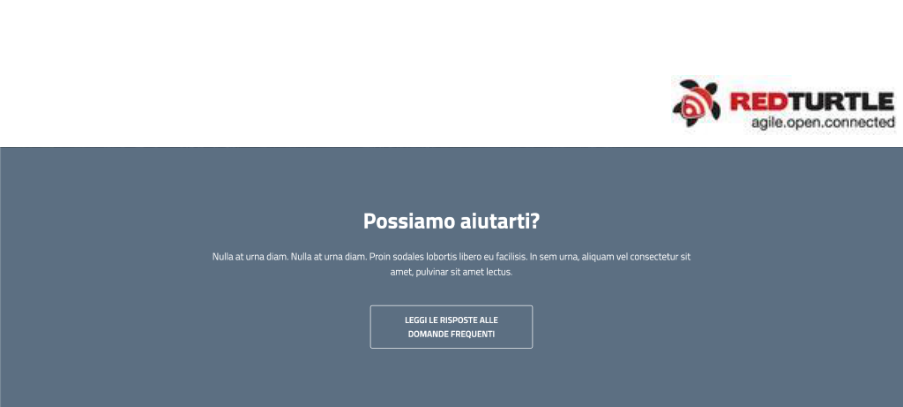 REDTURTLE
agile.open.connected
Possiamo aiutarti?
Nulla at urna diam. Nulla at urna diam. Proin sodales lobortis libero eu facilisis. In sem urna, aliquam vel consectetur sit
amet, pulvinar sit amet lectus.
LEGGI LE RISPOSTE ALLE
DOMANDE FREQUENTI